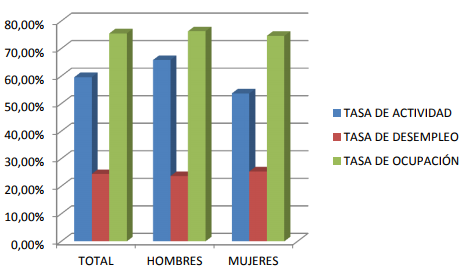 80,00%
70,00%
60,00%
50,00%
40,00%
30,00%
20,00%
10,00%
0,00%
TOTAL HOMBRES MUJERES
TASA DE ACTIVIDAD
TASA DE DESEMPLEO
TASA DE OCUPACIÓN